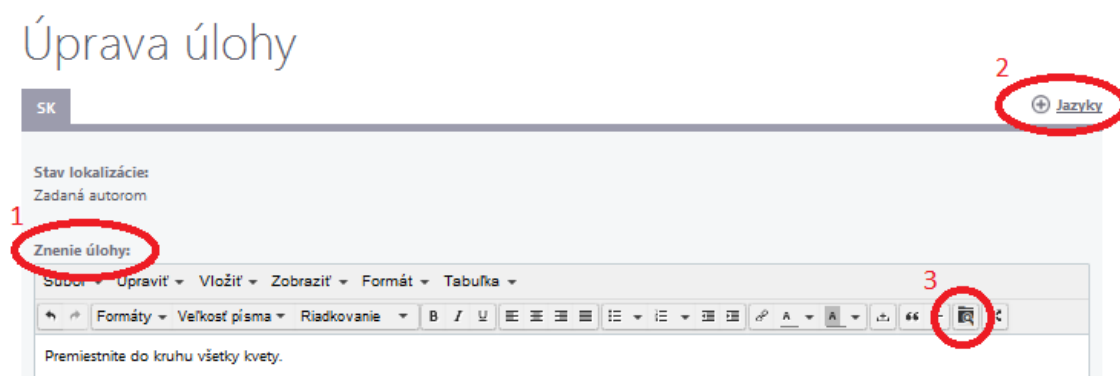 Úprava úlohy
2
SK
Jazyky
Stav lokalizácie:
Zadaná autorom
1
Znenie úlohy:
Súbor Upraviť Vložiť Zobraziť Formát Tabuľka
3
Formáty Veľkosť písma Riadkovanie B I U A A
Premiestnite do kruhu všetky kvety.